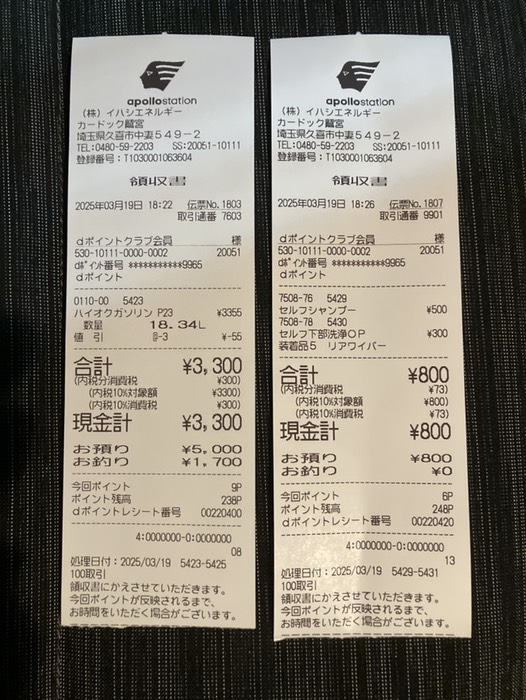 apollostation
(株)イハシエネルギー
カードック鷲宮
埼玉県久喜市中妻549-2
TEL:0480-59-2203 SS:20051-10111
登録番号:T1030001063604
領収書
2025年03月19日 18:22 伝票No. 1803
取引通番 7603
dポイントクラブ会員 様
530-10111-0000-0002 20051
dポイント番号 ***********9965
dポイント
0110-00 5423
ハイオクガソリン P23 ¥3355
数量 18.34L
値 引 @-3 ¥-55
合計 ¥3,300
(内税分消費税 ¥300)
(内税10%対象額 ¥3300)
(内税10%消費税 ¥300)
現金計 ¥3,300
お預り ¥5,000
お釣り ¥1,700
今回ポイント 9P
ポイント残高 238P
dポイントレシート番号 00220400
4:0000000-0:0000000
08
処理日付:2025/03/19 5423-5425
100取引
領収書にかえさせていただきます。
今回ポイントが反映されるまで、
お時間をいただく場合がございます。
apollostation
(株)イハシエネルギー
カードック鷲宮
埼玉県久喜市中妻549-2
TEL:0480-59-2203 SS:20051-10111
登録番号:T1030001063604
領収書
2025年03月19日 18:26 伝票No. 1807
取引通番 9901
dポイントクラブ会員 様
530-10111-0000-0002 20051
dポイント番号 ***********9965
dポイント
7508-76 5429
セルフシャンプー ¥500
7508-78 5430
セルフ下部洗浄OP ¥300
装着品5 リアワイパー
合計 ¥800
(内税分消費税 ¥73)
(内税10%対象額 ¥800)
(内税10%消費税 ¥73)
現金計 ¥800
お預り ¥800
お釣り ¥0
今回ポイント 6P
ポイント残高 248P
dポイントレシート番号 00220420
4:0000000-0:0000000
13
処理日付:2025/03/19 5429-5431
100取引
領収書にかえさせていただきます。
今回ポイントが反映されるまで、
お時間をいただく場合がございます。